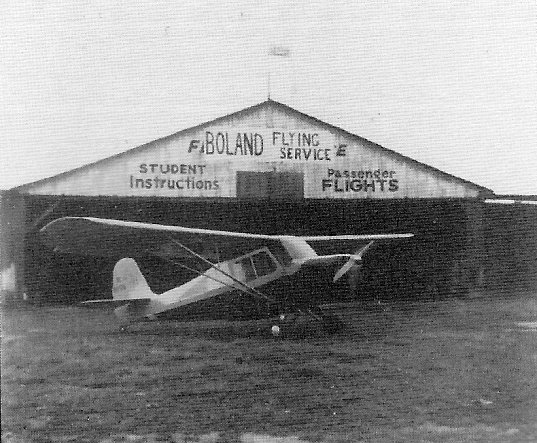 BOLAND FLYING
SERVICE
STUDENT
Instructions
Passenger
FLIGHTS